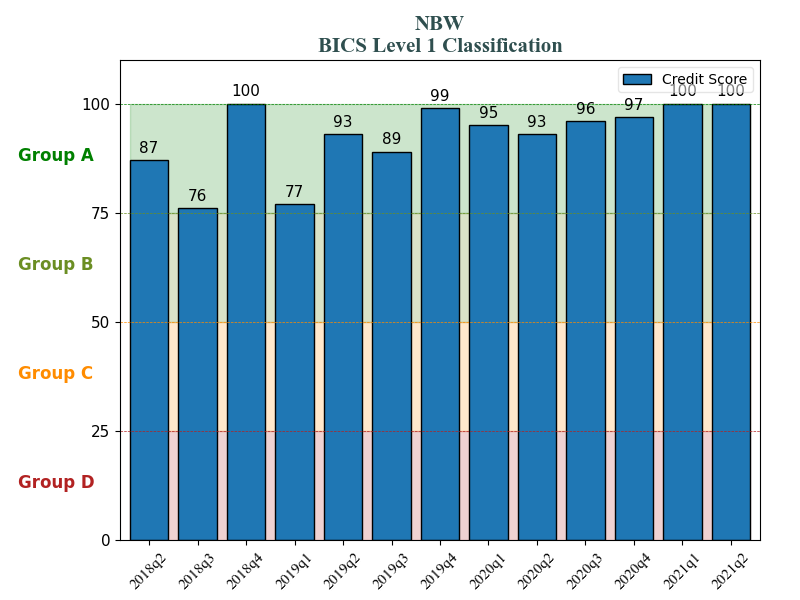 NBW
BICS Level 1 Classification
Credit Score
87
76
100
77
93
89
99
95
93
96
97
100
100
100
75
50
25
0
Group A
Group B
Group C
Group D
2018q2
2018q3
2018q4
2019q1
2019q2
2019q3
2019q4
2020q1
2020q2
2020q3
2020q4
2021q1
2021q2